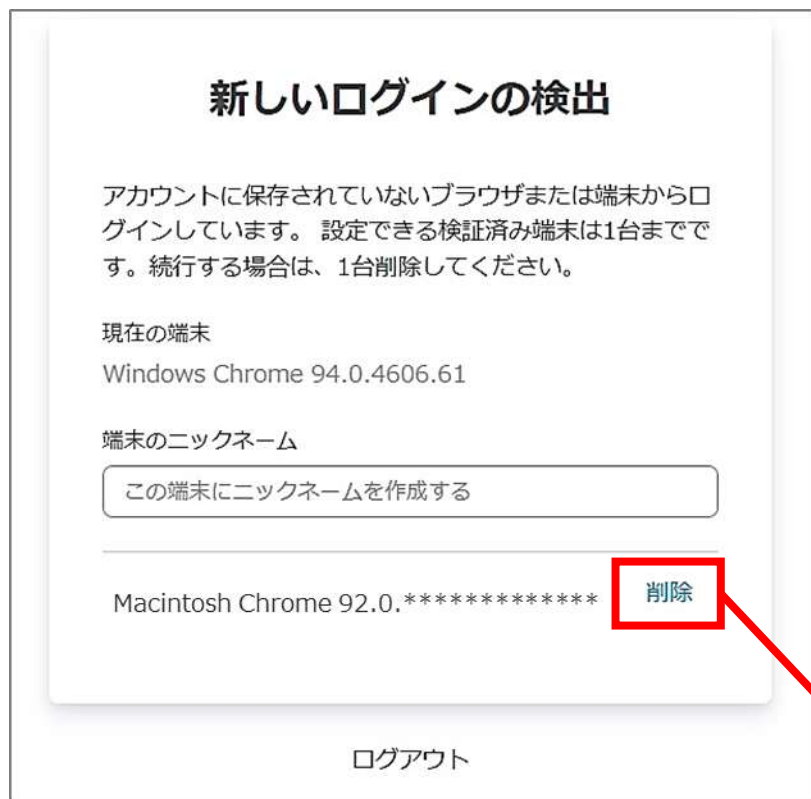 新しいログインの検出
アカウントに保存されていないブラウザまたは端末からロ
グインしています。 設定できる検証済み端末は1台までで
す。続行する場合は、1台削除してください。
現在の端末
Windows Chrome 94.0.4606.61
端末のニックネーム
この端末にニックネームを作成する
Macintosh Chrome 92.0.************* 削除
ログアウト